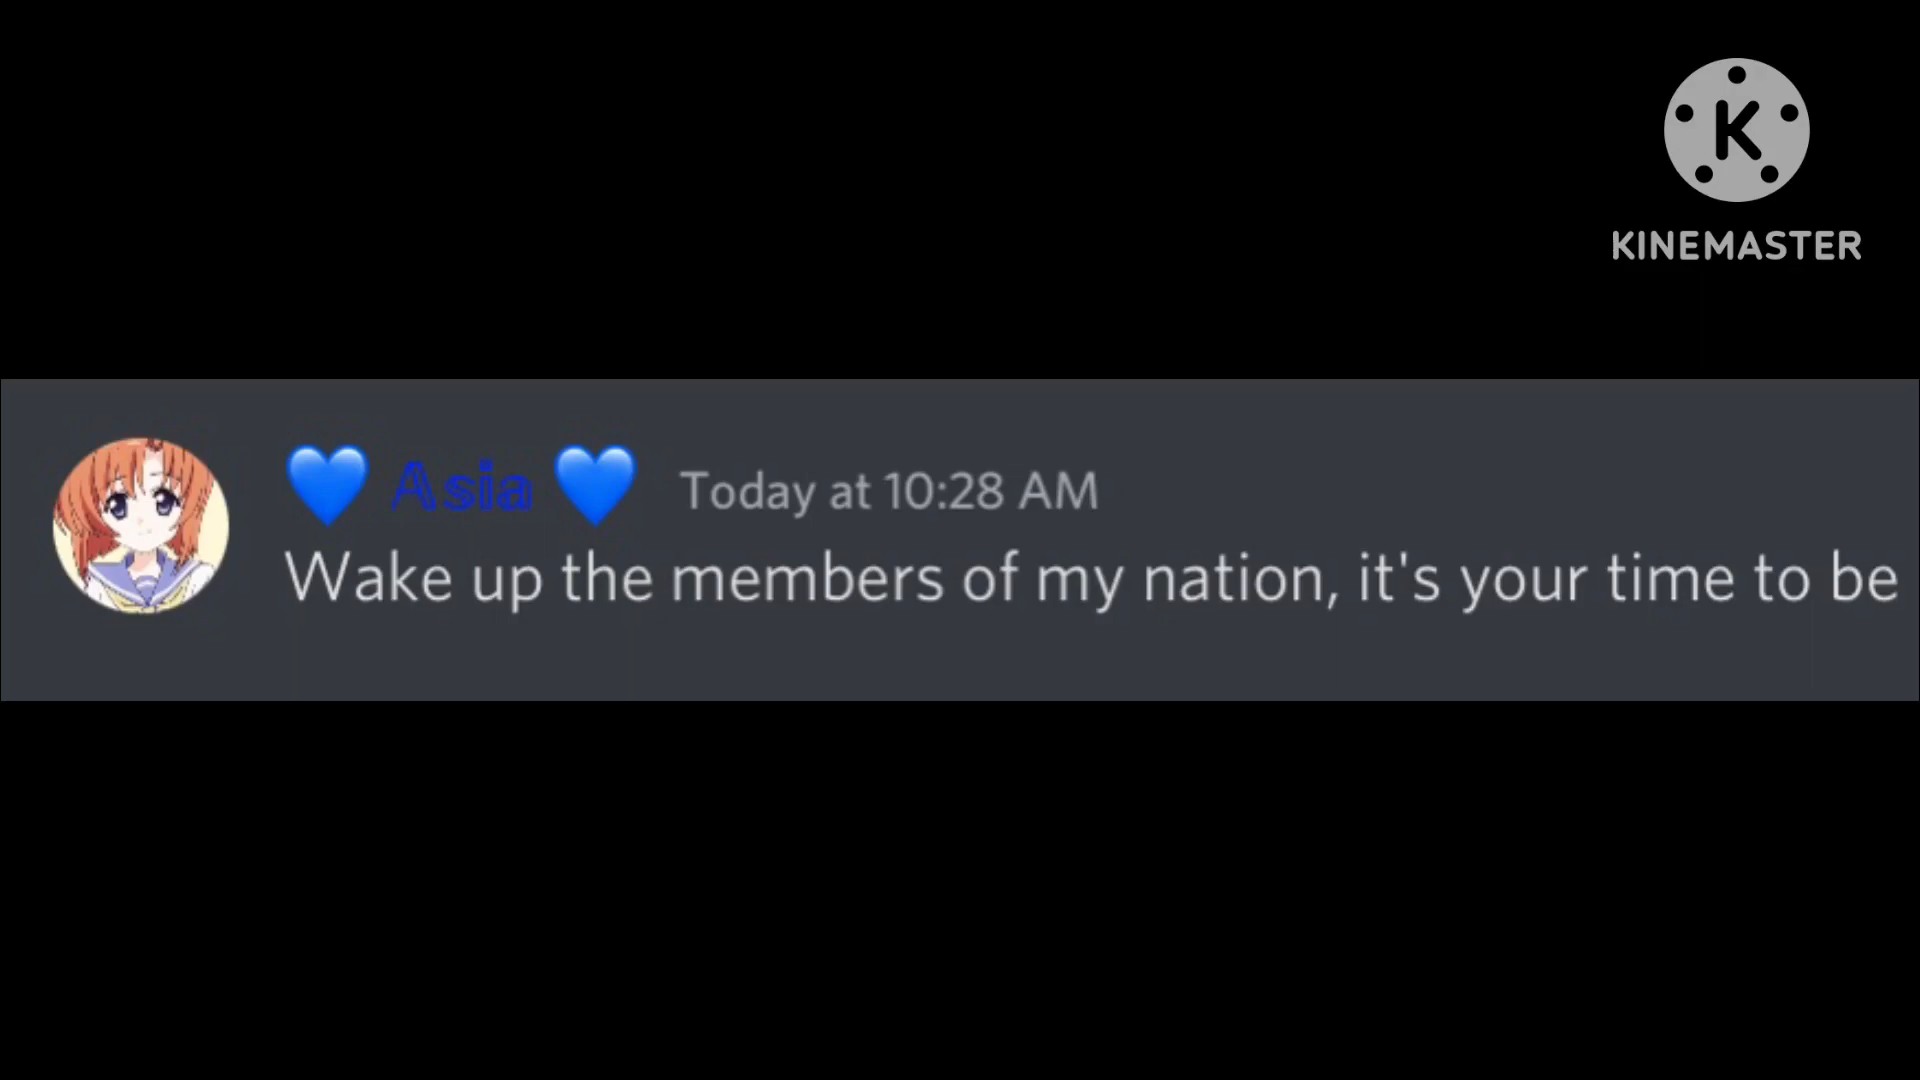 K
KINEMASTER
💙 𝔸𝕤𝕚𝕒 💙 Today at 10:28 AM
Wake up the members of my nation, it's your time to be